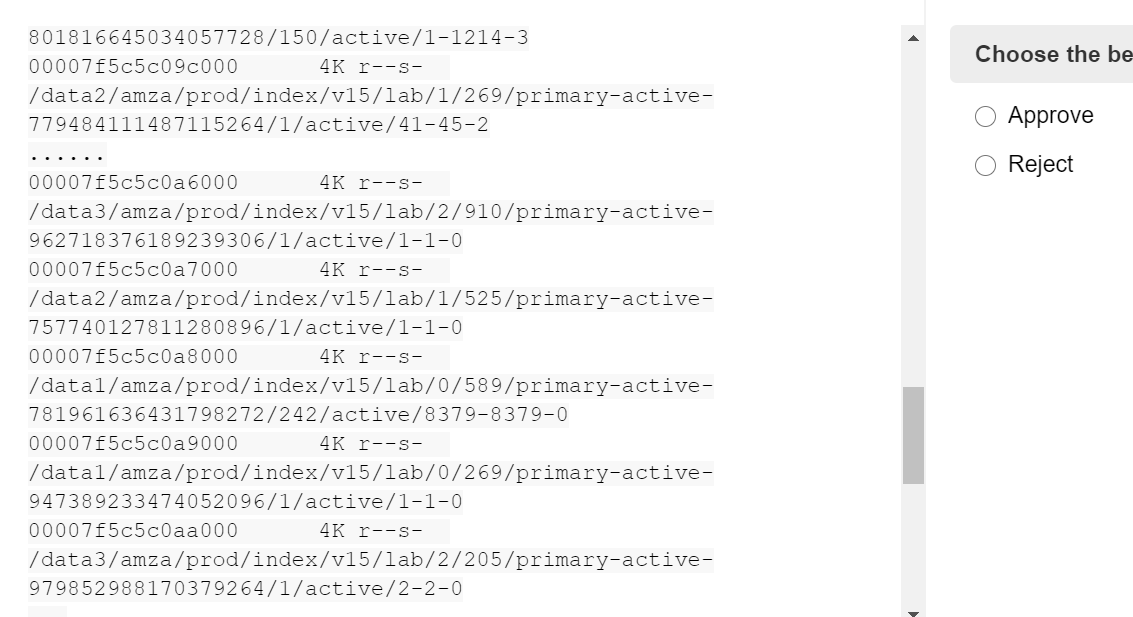 801816645034057728/150/active/1-1214-3
00007f5c5c09c000      4K r--s-
/data2/amza/prod/index/v15/lab/1/269/primary-active-
779484111487115264/1/active/41-45-2
......
00007f5c5c0a6000      4K r--s-
/data3/amza/prod/index/v15/lab/2/910/primary-active-
962718376189239306/1/active/1-1-0
00007f5c5c0a7000      4K r--s-
/data2/amza/prod/index/v15/lab/1/525/primary-active-
757740127811280896/1/active/1-1-0
00007f5c5c0a8000      4K r--s-
/data1/amza/prod/index/v15/lab/0/589/primary-active-
781961636431798272/242/active/8379-8379-0
00007f5c5c0a9000      4K r--s-
/data1/amza/prod/index/v15/lab/0/269/primary-active-
947389233474052096/1/active/1-1-0
00007f5c5c0aa000      4K r--s-
/data3/amza/prod/index/v15/lab/2/205/primary-active-
979852988170379264/1/active/2-2-0
Choose the be
Approve
Reject